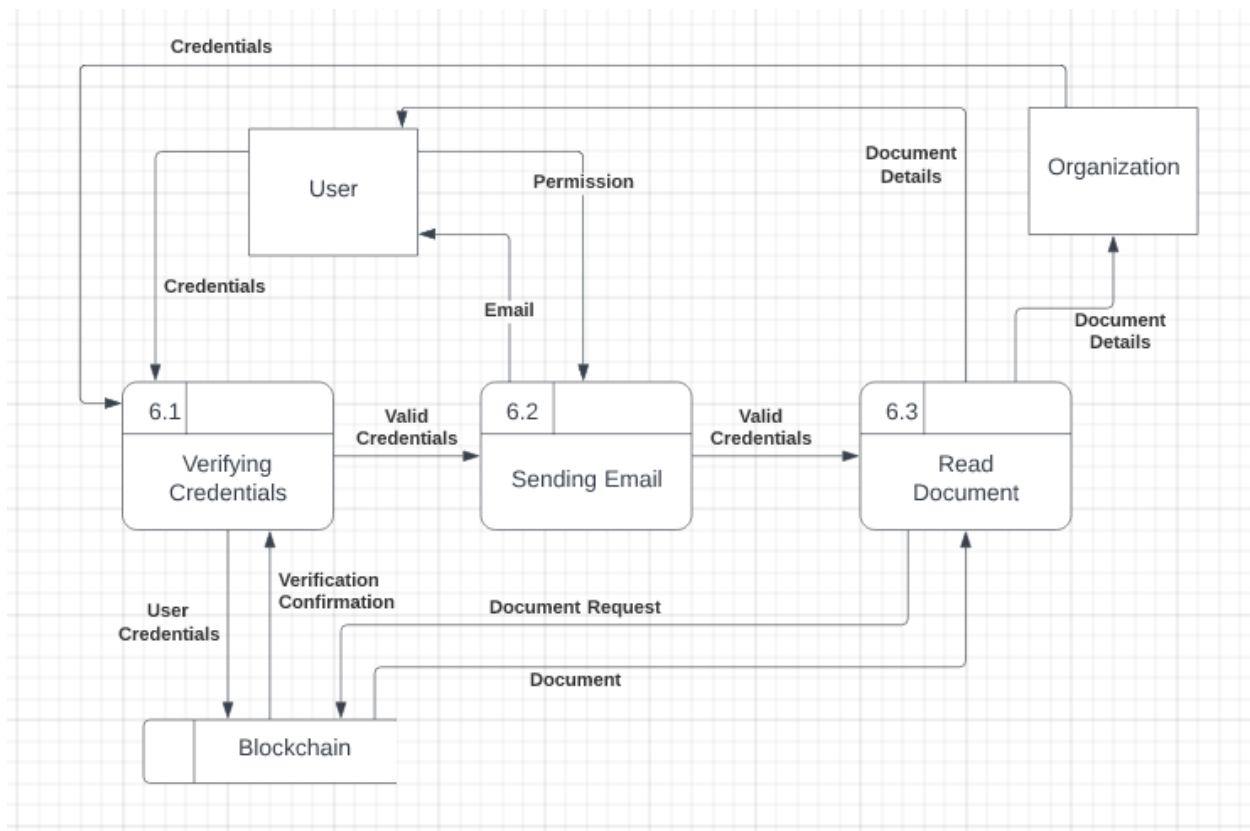 Credentials
Document
Details
Organization
User
Permission
Credentials
Email
Document
Details
6.1
Verifying
Credentials
Valid
Credentials
6.2
Sending Email
Valid
Credentials
6.3
Read
Document
Verification
Confirmation
User
Credentials
Document Request
Document
Blockchain